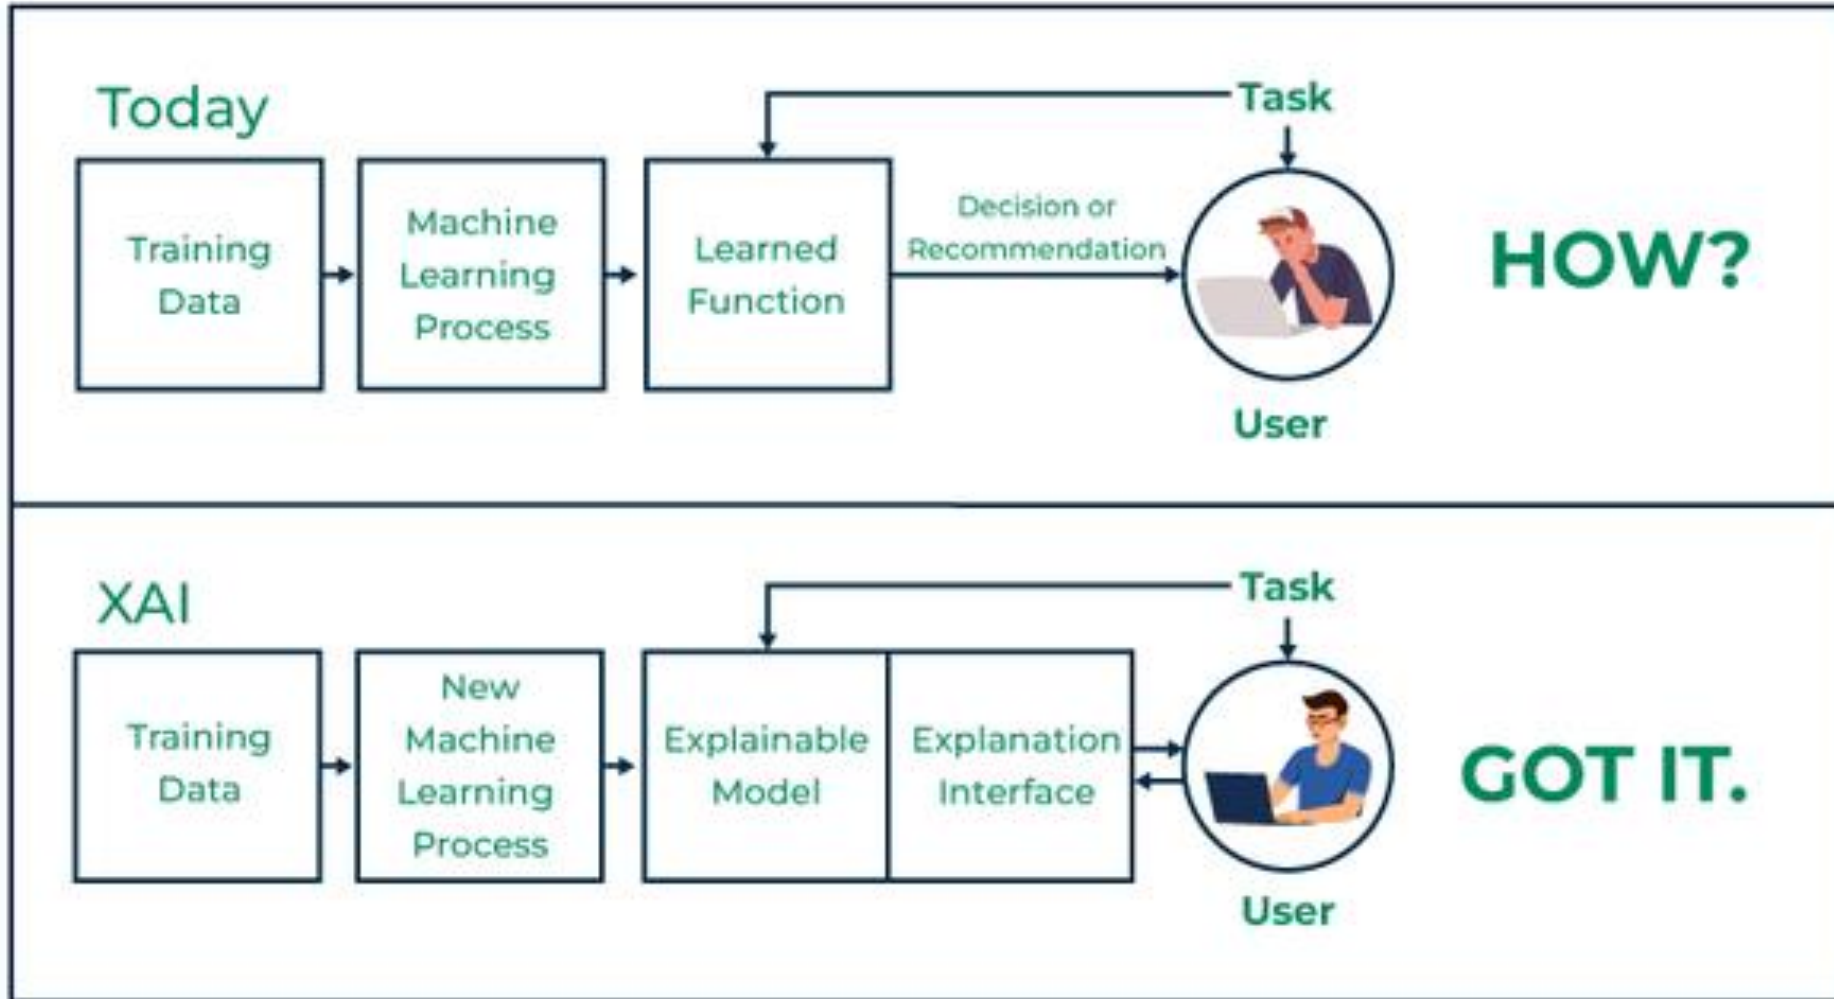 Today
Task
Training
Data
Machine
Learning
Process
Learned
Function
Decision or
Recommendation
HOW?
User
XAI
Task
Training
Data
New
Machine
Learning
Process
Explainable
Model
Explanation
Interface
GOT IT.
User